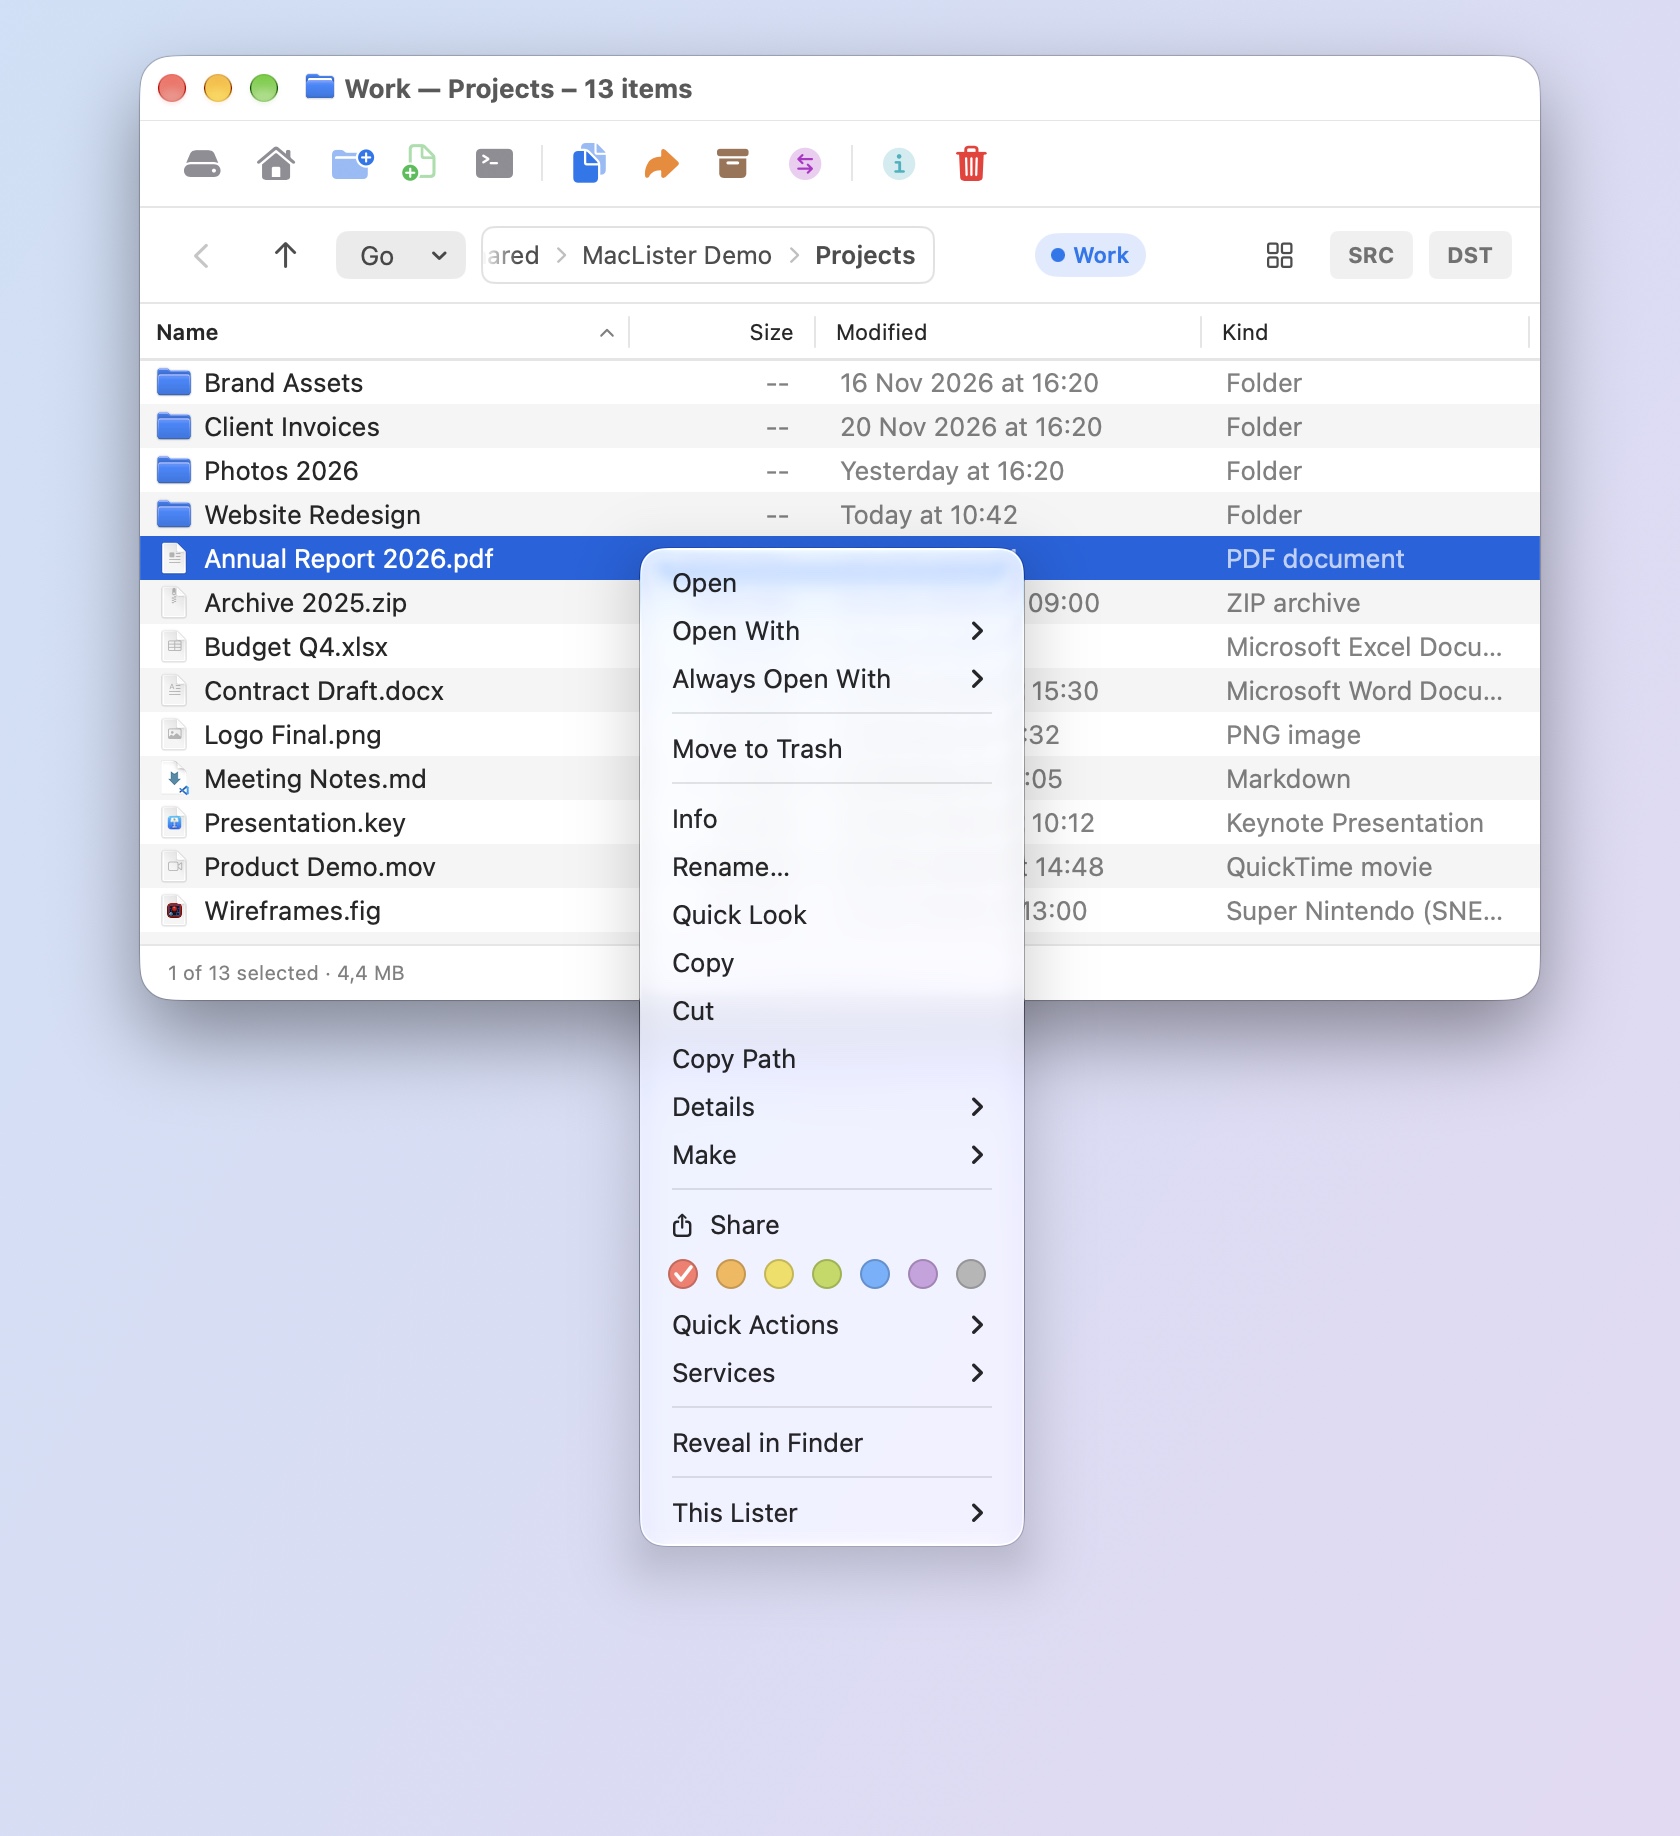 Work — Projects – 13 items
Go
ared > MacLister Demo > Projects
Work
SRC
DST
Name Size Modified Kind
Brand Assets -- 16 Nov 2026 at 16:20 Folder
Client Invoices -- 20 Nov 2026 at 16:20 Folder
Photos 2026 -- Yesterday at 16:20 Folder
Website Redesign -- Today at 10:42 Folder
Annual Report 2026.pdf PDF document
Archive 2025.zip 09:00 ZIP archive
Budget Q4.xlsx Microsoft Excel Docu...
Contract Draft.docx 15:30 Microsoft Word Docu...
Logo Final.png :32 PNG image
Meeting Notes.md :05 Markdown
Presentation.key 10:12 Keynote Presentation
Product Demo.mov 14:48 QuickTime movie
Wireframes.fig 13:00 Super Nintendo (SNE...
1 of 13 selected · 4,4 MB
Open
Open With
Always Open With
Move to Trash
Info
Rename...
Quick Look
Copy
Cut
Copy Path
Details
Make
Share
Quick Actions
Services
Reveal in Finder
This Lister